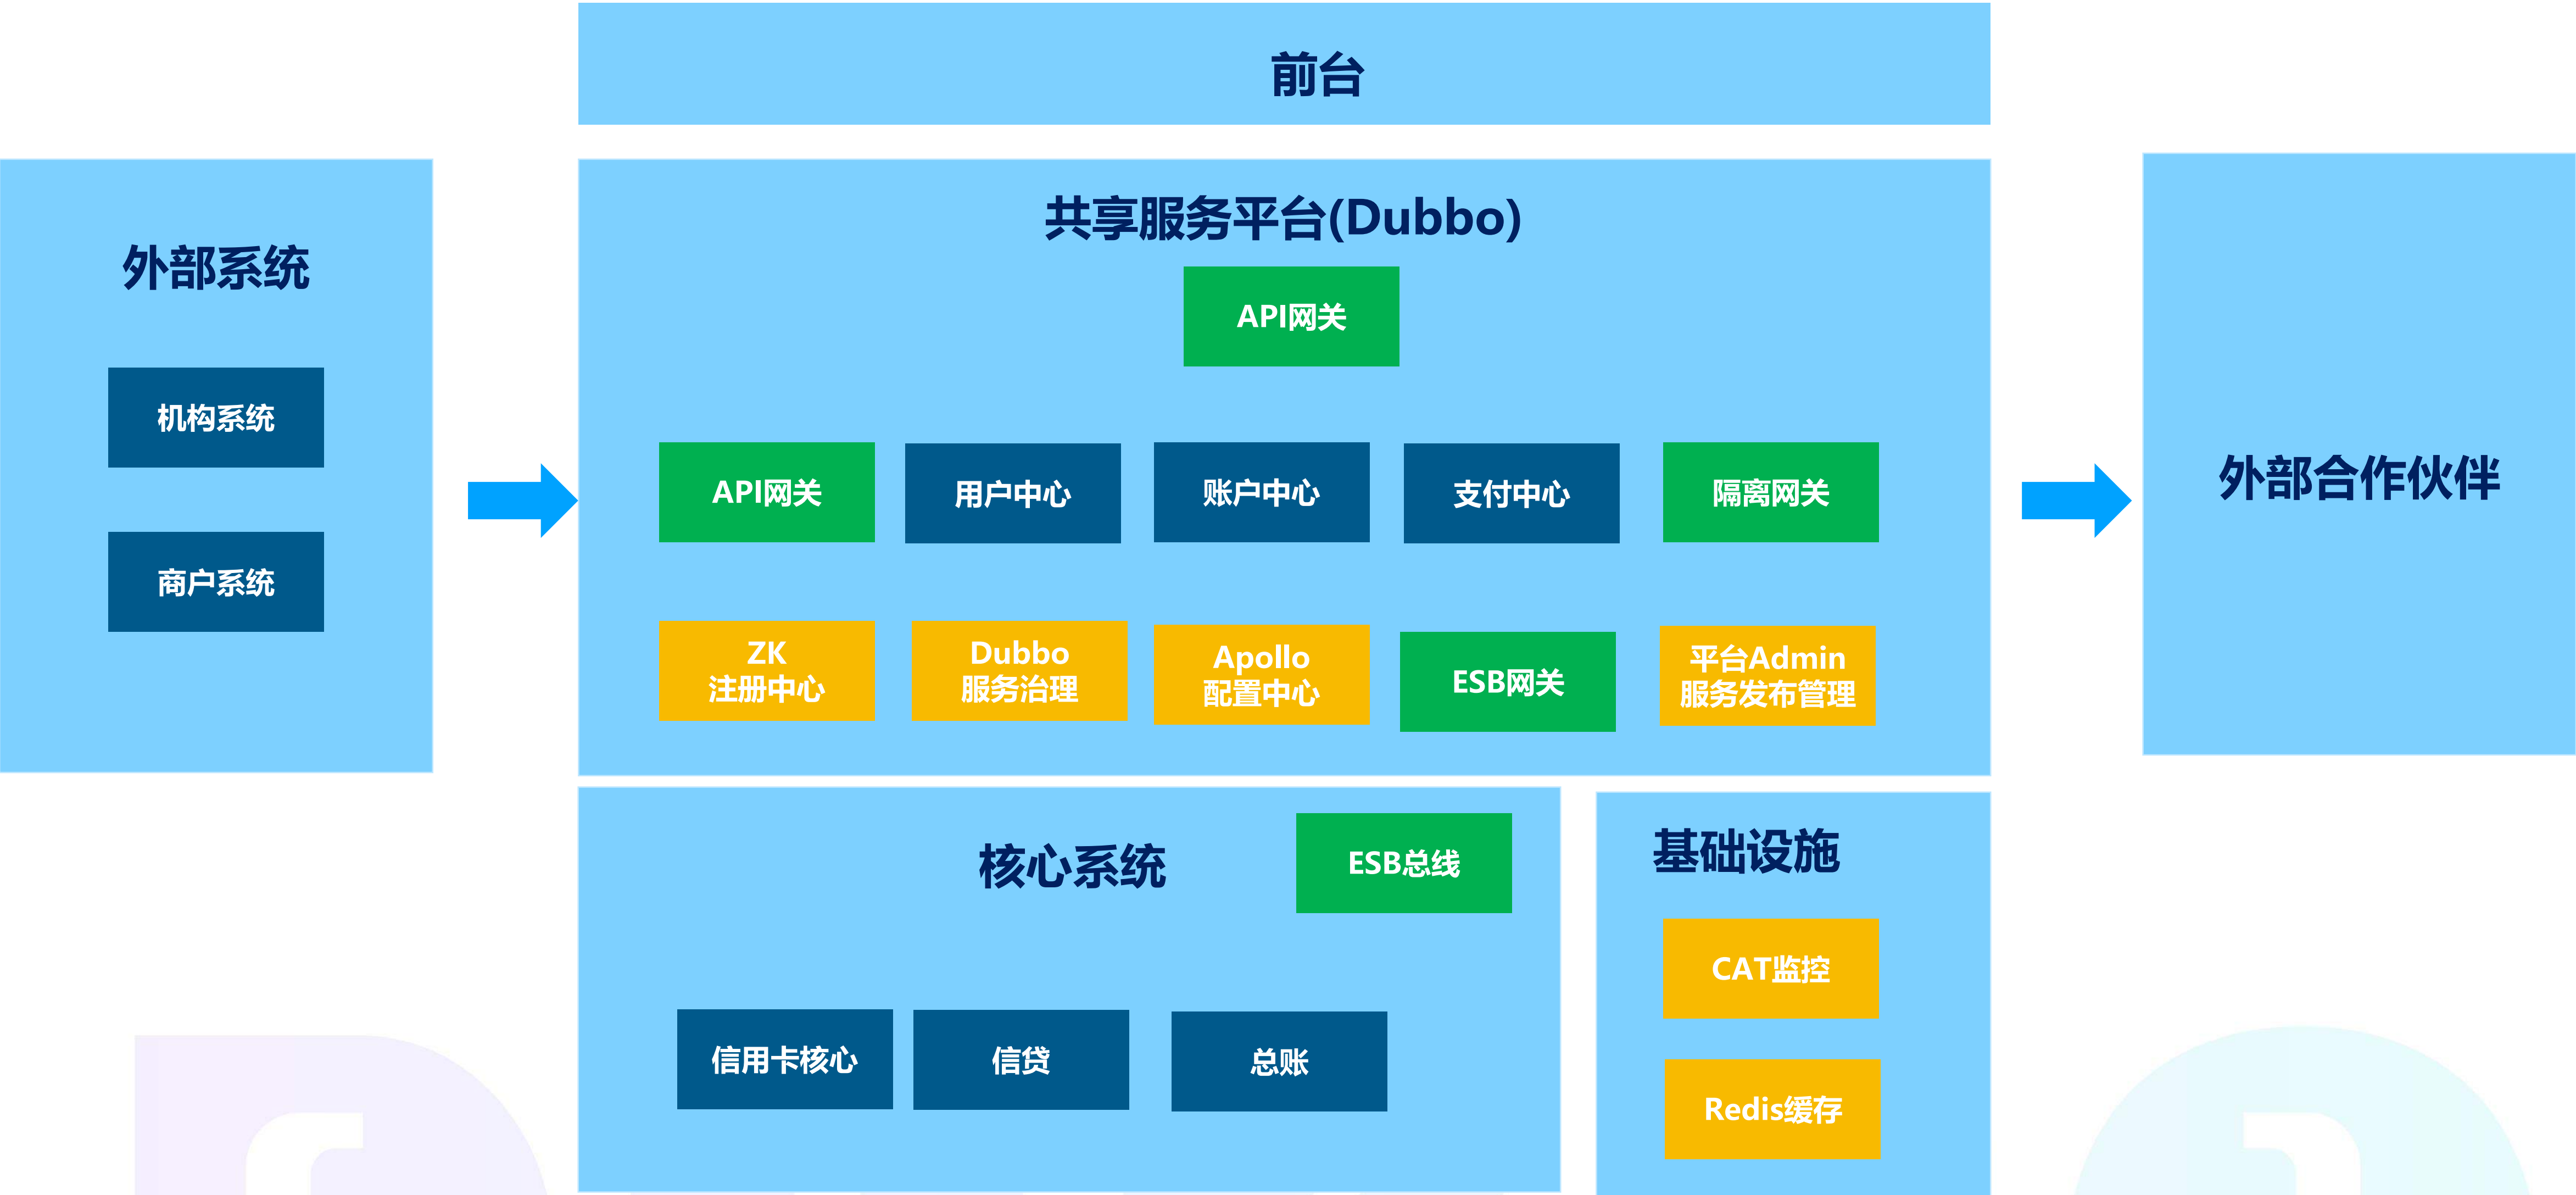 前台
外部系统
机构系统
商户系统
共享服务平台(Dubbo)
API网关
API网关
用户中心
账户中心
支付中心
隔离网关
ZK
注册中心
Dubbo
服务治理
Apollo
配置中心
ESB网关
平台Admin
服务发布管理
外部合作伙伴
核心系统
ESB总线
信用卡核心
信贷
总账
基础设施
CAT监控
Redis缓存